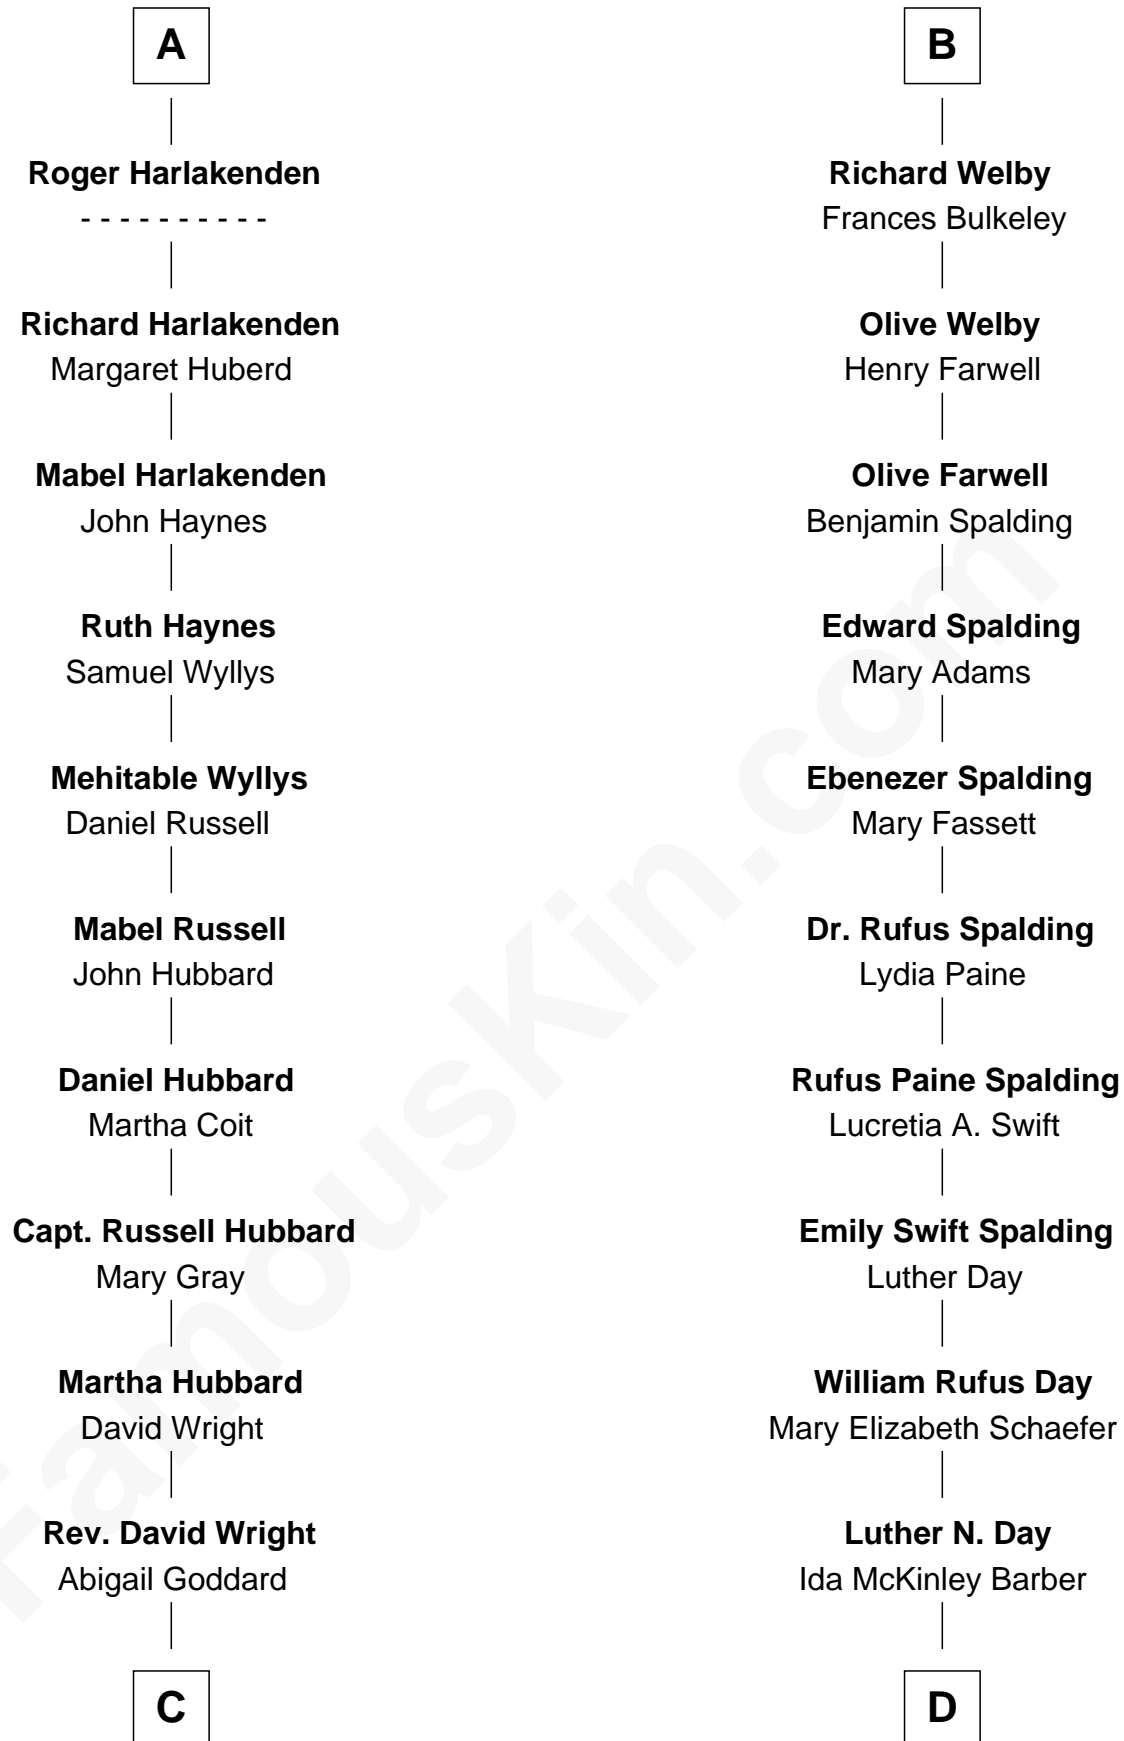 A
Roger Harlakenden
- - - - - - - - - -
Richard Harlakenden
Margaret Huberd
Mabel Harlakenden
John Haynes
Ruth Haynes
Samuel Wyllys
Mehitable Wyllys
Daniel Russell
Mabel Russell
John Hubbard
Daniel Hubbard
Martha Coit
Capt. Russell Hubbard
Mary Gray
Martha Hubbard
David Wright
Rev. David Wright
Abigail Goddard
C
B
Richard Welby
Frances Bulkeley
Olive Welby
Henry Farwell
Olive Farwell
Benjamin Spalding
Edward Spalding
Mary Adams
Ebenezer Spalding
Mary Fassett
Dr. Rufus Spalding
Lydia Paine
Rufus Paine Spalding
Lucretia A. Swift
Emily Swift Spalding
Luther Day
William Rufus Day
Mary Elizabeth Schaefer
Luther N. Day
Ida McKinley Barber
D
FamousKin.com